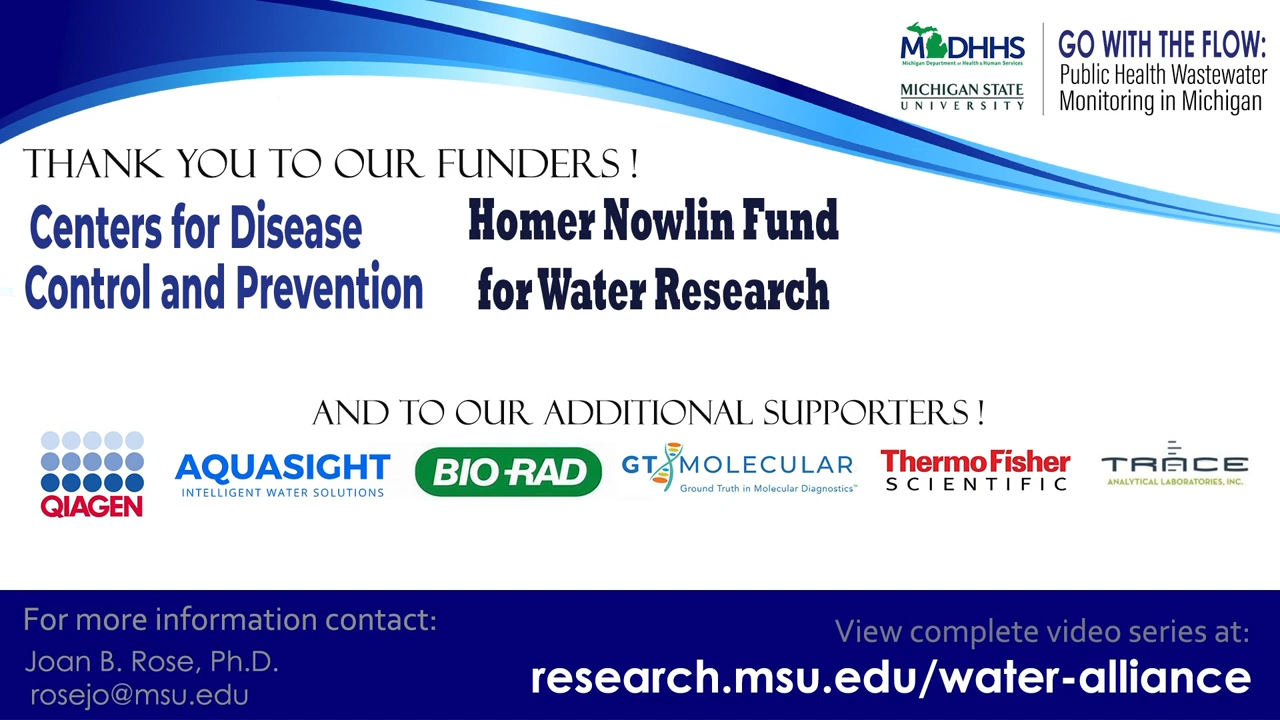 MDHHS
Michigan Department of Health & Human Services
MICHIGAN STATE
UNIVERSITY
GO WITH THE FLOW:
Public Health Wastewater
Monitoring in Michigan
THANK YOU TO OUR FUNDERS !
Centers for Disease
Control and Prevention
Homer Nowlin Fund
for Water Research
AND TO OUR ADDITIONAL SUPPORTERS !
QIAGEN
AQUASIGHT
INTELLIGENT WATER SOLUTIONS
BIO-RAD
GT MOLECULAR
Ground Truth in Molecular Diagnostics™
ThermoFisher
SCIENTIFIC
TRACE
ANALYTICAL LABORATORIES, INC.
For more information contact:
Joan B. Rose, Ph.D.
rosejo@msu.edu
View complete video series at:
research.msu.edu/water-alliance